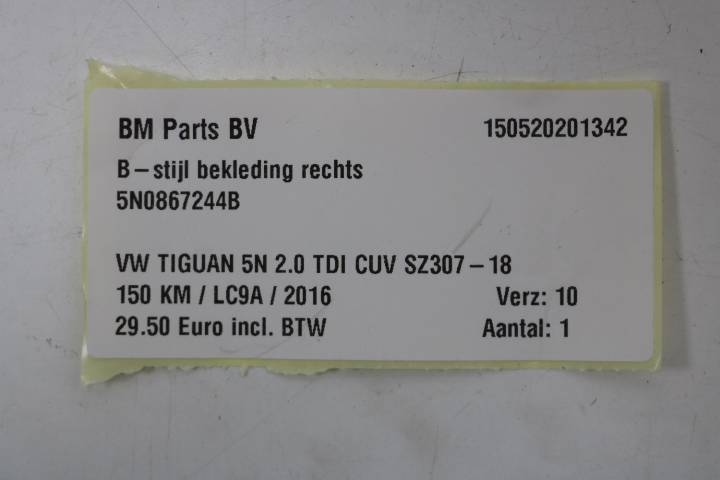 BM Parts BV 150520201342
B-stijl bekleding rechts
5N0867244B
VW TIGUAN 5N 2.0 TDI CUV SZ307-18
150 KM / LC9A / 2016 Verz: 10
29.50 Euro incl. BTW Aantal: 1